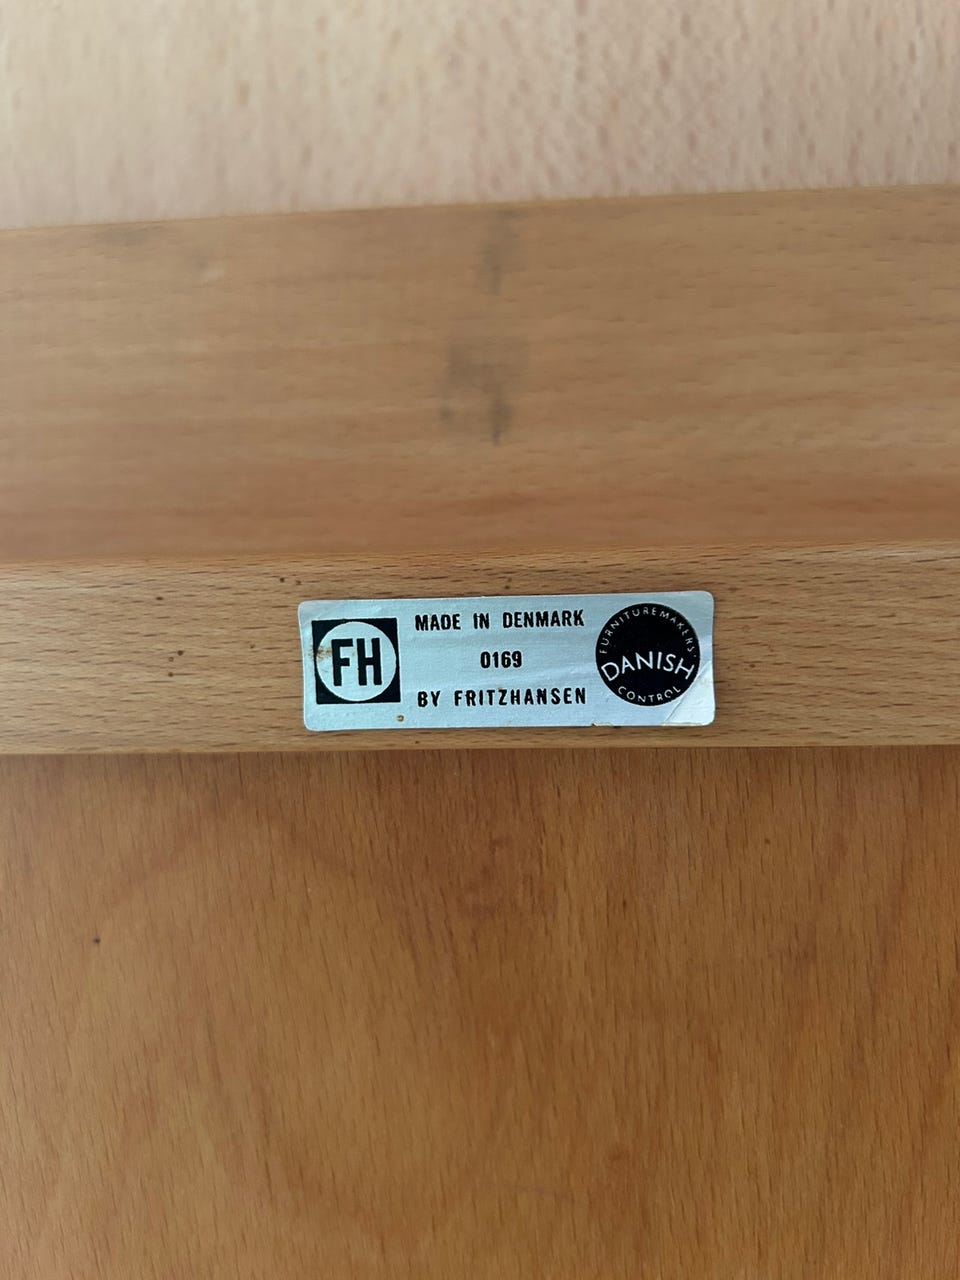 FH
MADE IN DENMARK
0169
BY FRITZHANSEN
FURNITUREMAKERS'
DANISH
CONTROL